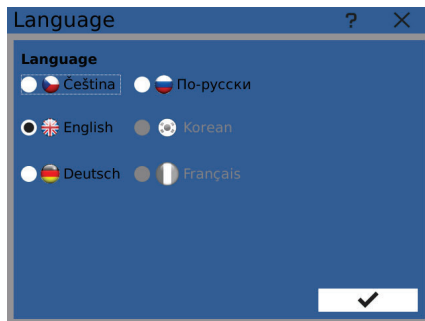 Language ?
Language
Čeština По-русски
English Korean
Deutsch Français